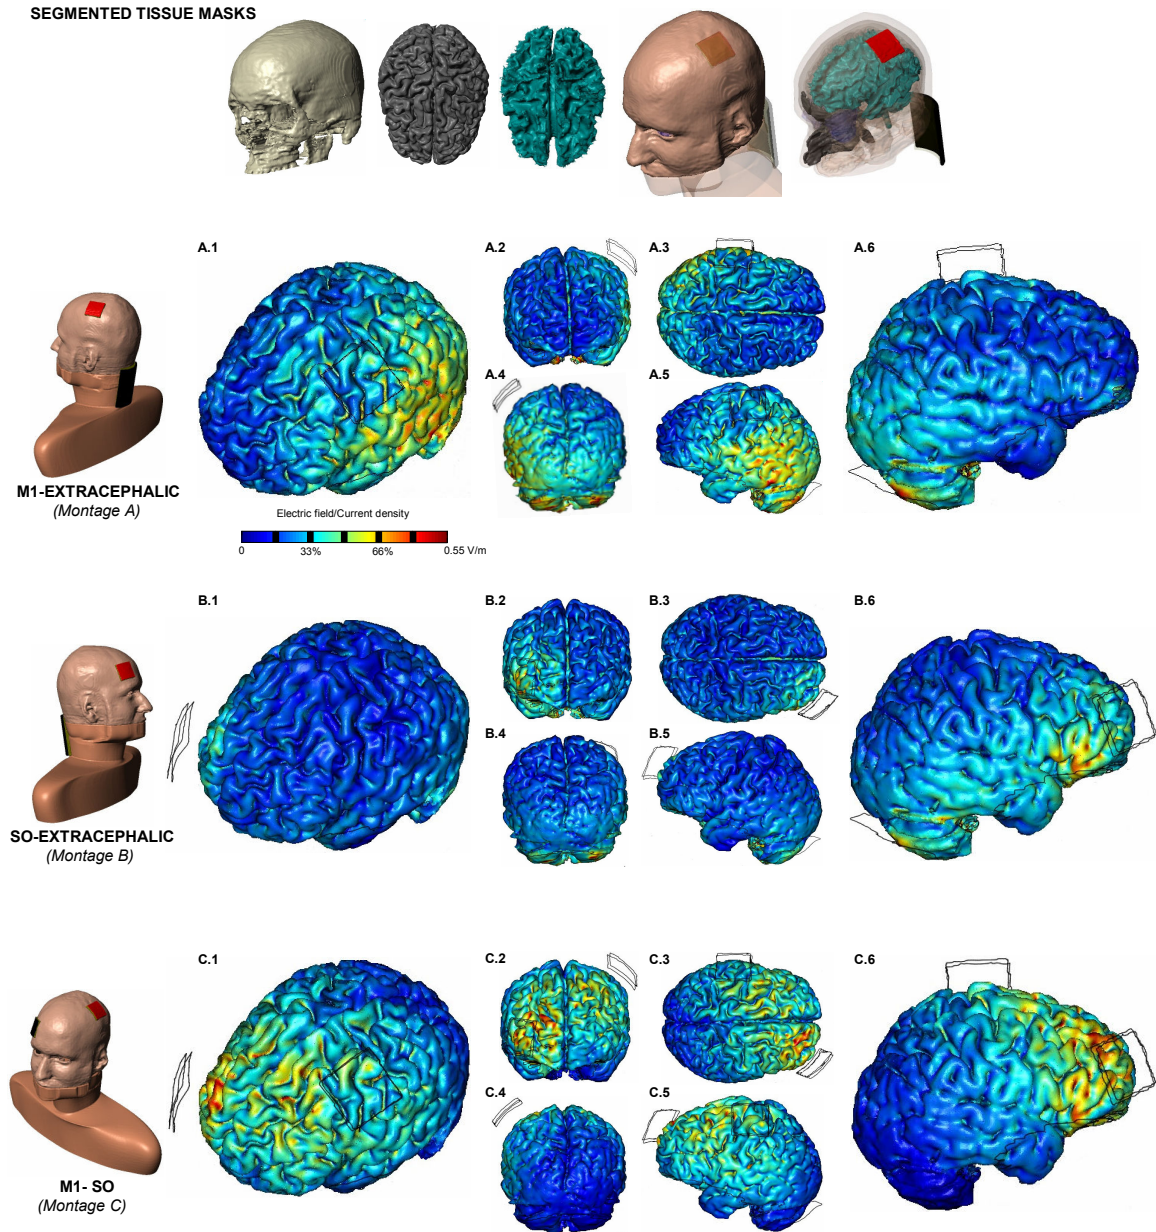 SEGMENTED TISSUE MASKS
A.1
A.2
A.3
A.6
A.4
A.5
M1-EXTRACEPHALIC
(Montage A)
Electric field/Current density
0
33%
66%
0.55 V/m
B.1
B.2
B.3
B.6
B.4
B.5
SO-EXTRACEPHALIC
(Montage B)
C.1
C.2
C.3
C.6
C.4
C.5
M1- SO
(Montage C)